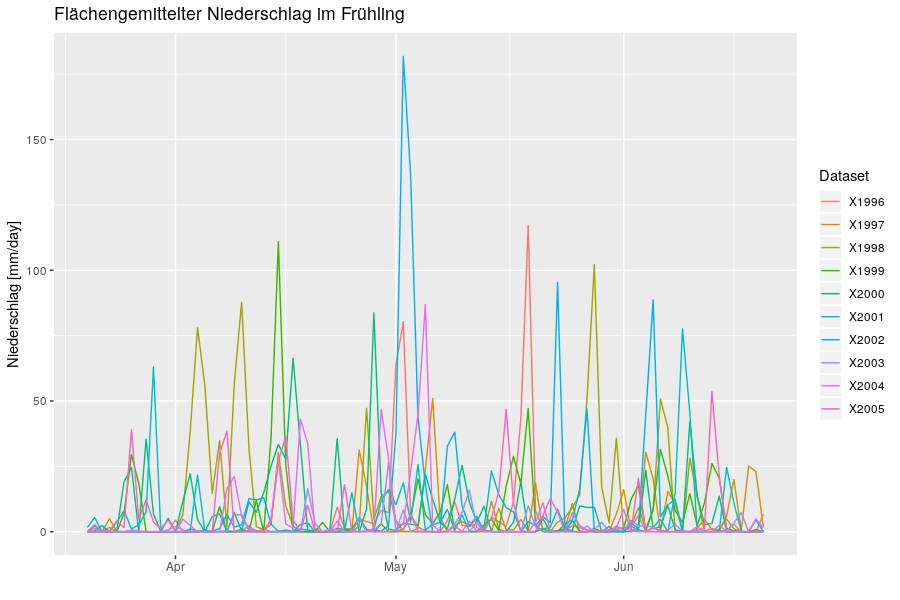 Flächengemittelter Niederschlag im Frühling
Niederschlag [mm/day]
150
100
50
0
Apr
May
Jun
Dataset
X1996
X1997
X1998
X1999
X2000
X2001
X2002
X2003
X2004
X2005